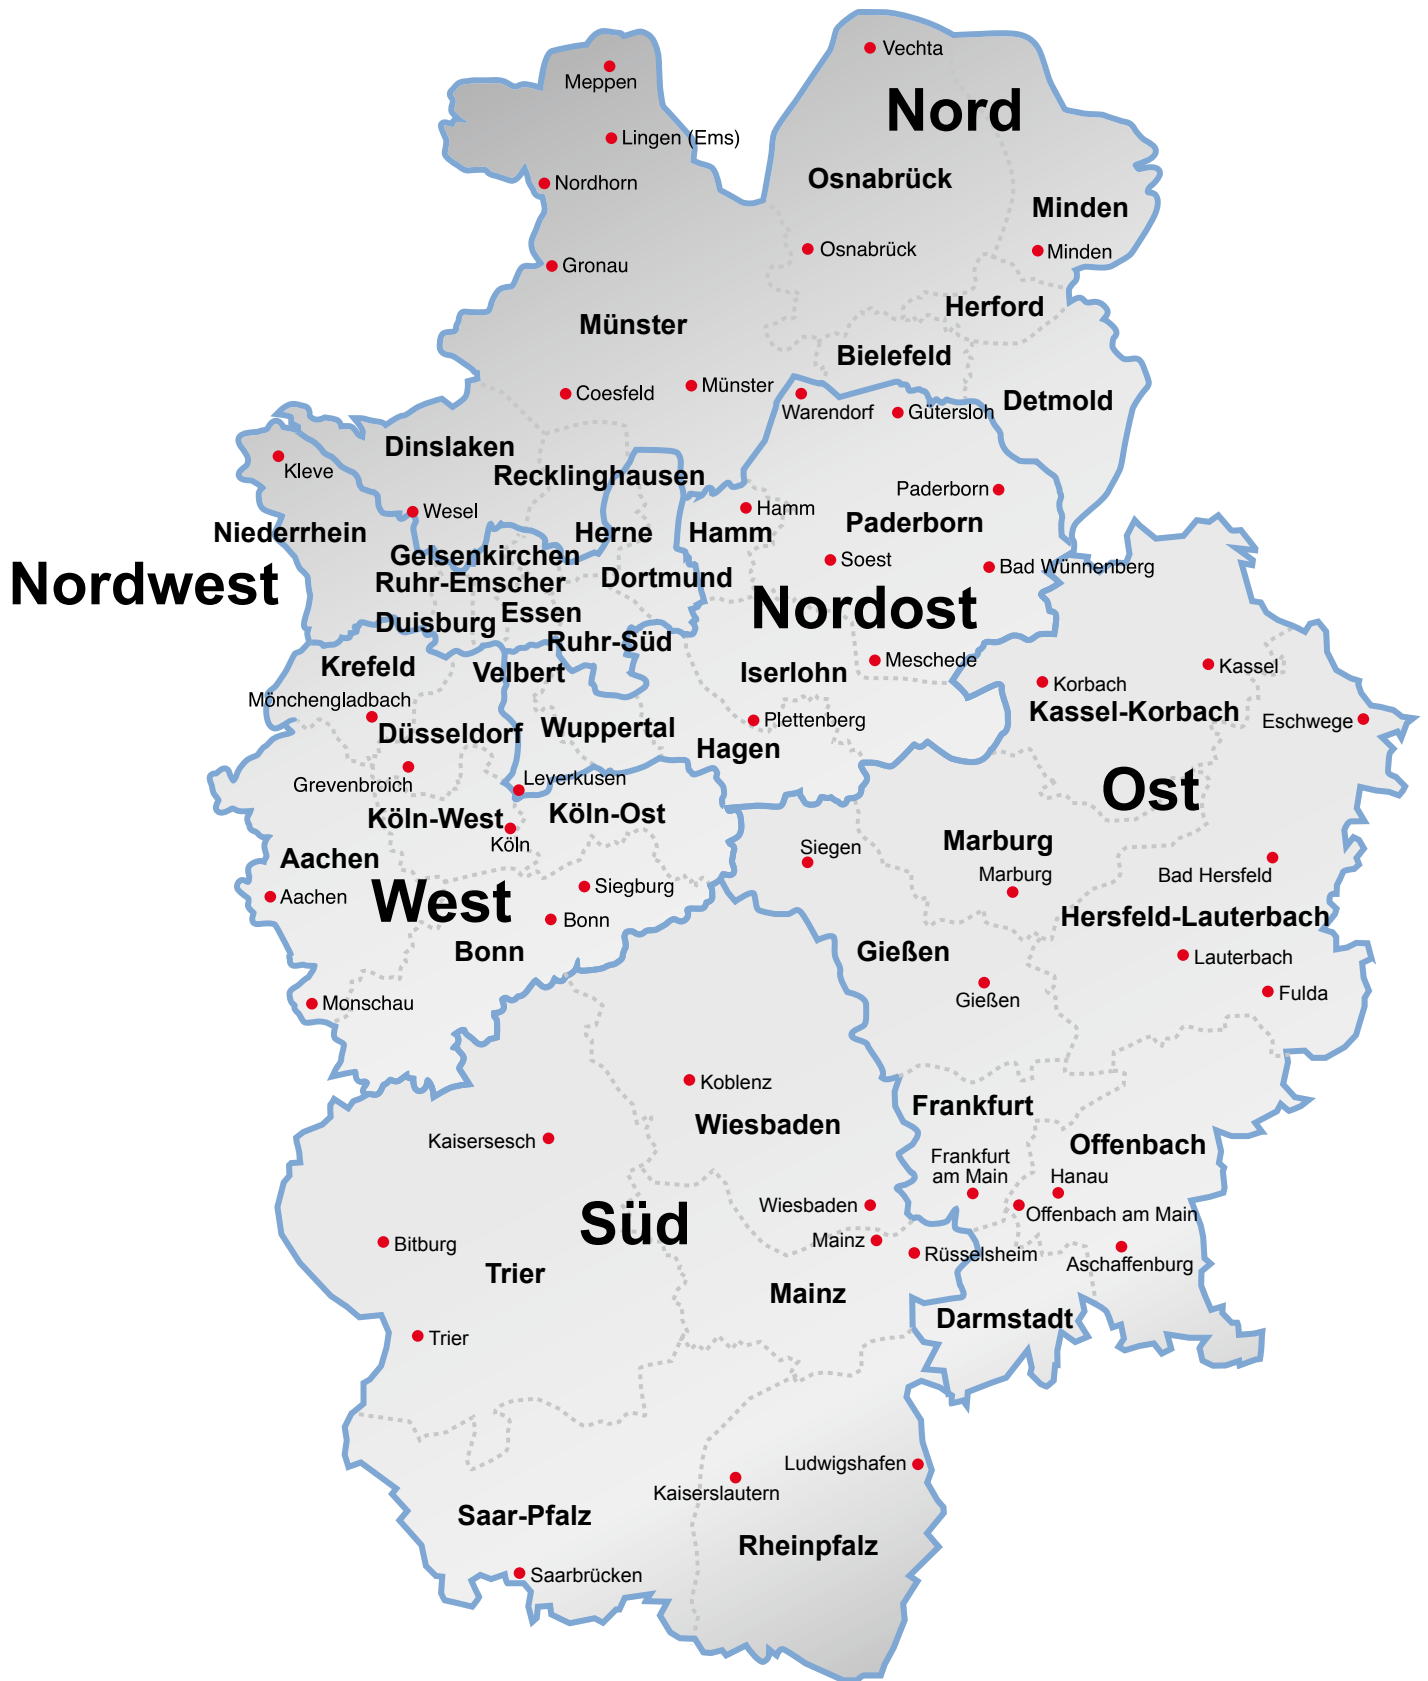 Vechta
Meppen
Nord
Lingen (Ems)
Osnabrück
Nordhorn
Minden
Osnabrück
Minden
Gronau
Herford
Münster
Bielefeld
Münster
Coesfeld
Detmold
Warendorf
Gütersloh
Dinslaken
Kleve
Recklinghausen
Paderborn
Wesel
Hamm
Paderborn
Niederrhein
Herne
Hamm
Gelsenkirchen
Soest
Bad Wünnenberg
Nordwest
Ruhr-Emscher
Dortmund
Nordost
Essen
Duisburg
Ruhr-Süd
Krefeld
Velbert
Iserlohn
Meschede
Kassel
Korbach
Mönchengladbach
Kassel-Korbach
Eschwege
Plettenberg
Düsseldorf
Wuppertal
Hagen
Grevenbroich
Leverkusen
Ost
Köln-West
Köln-Ost
Köln
Siegen
Marburg
Aachen
Marburg
Bad Hersfeld
Siegburg
Aachen
West
Bonn
Hersfeld-Lauterbach
Bonn
Gießen
Lauterbach
Monschau
Gießen
Fulda
Koblenz
Frankfurt
Wiesbaden
Kaisersesch
Offenbach
Frankfurt
am Main
Hanau
Wiesbaden
Offenbach am Main
Süd
Bitburg
Mainz
Rüsselsheim
Aschaffenburg
Trier
Mainz
Darmstadt
Trier
Ludwigshafen
Kaiserslautern
Saar-Pfalz
Rheinpfalz
Saarbrücken